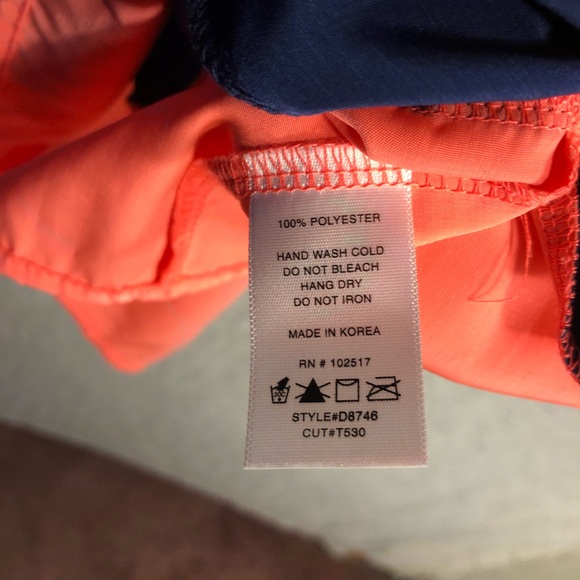 100% POLYESTER
HAND WASH COLD
DO NOT BLEACH
HANG DRY
DO NOT IRON
MADE IN KOREA
RN # 102517
STYLE#D8746
CUT#T530